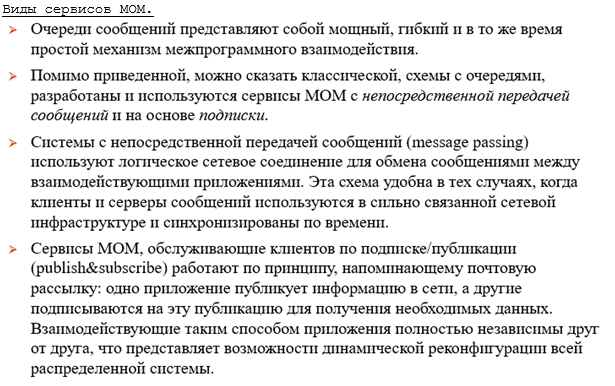 Виды сервисов МОМ.
Очереди сообщений представляют собой мощный, гибкий и в то же время
простой механизм межпрограммного взаимодействия.
Помимо приведенной, можно сказать классической, схемы с очередями,
разработаны и используются сервисы МОМ с непосредственной передачей
сообщений и на основе подписки.
Системы с непосредственной передачей сообщений (message passing)
используют логическое сетевое соединение для обмена сообщениями между
взаимодействующими приложениями. Эта схема удобна в тех случаях, когда
клиенты и серверы сообщений используются в сильно связанной сетевой
инфраструктуре и синхронизированы по времени.
Сервисы МОМ, обслуживающие клиентов по подписке/публикации
(publish&subscribe) работают по принципу, напоминающему почтовую
рассылку: одно приложение публикует информацию в сети, а другие
подписываются на эту публикацию для получения необходимых данных.
Взаимодействующие таким способом приложения полностью независимы друг
от друга, что представляет возможности динамической реконфигурации всей
распределенной системы.